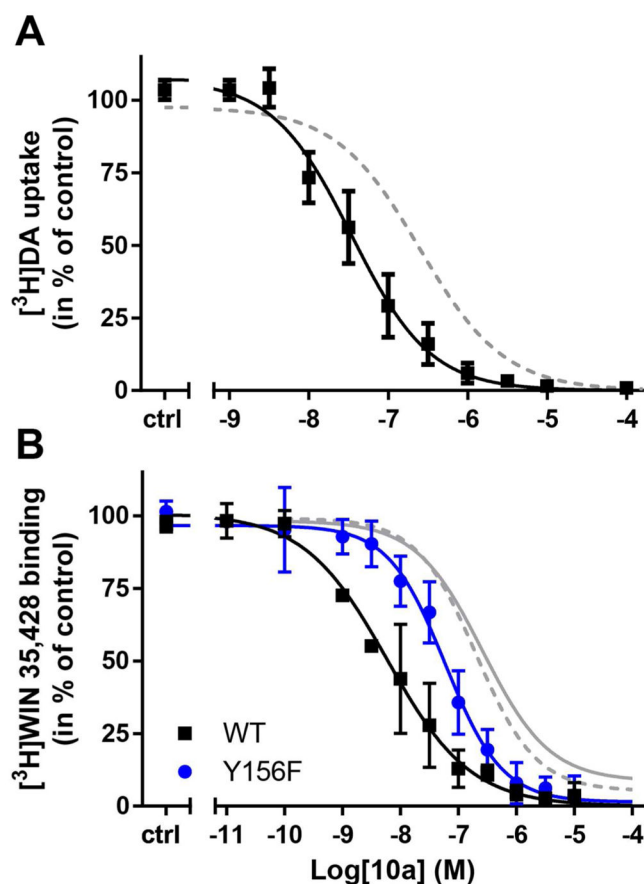 A
[³H]DA uptake
(in % of control)
100
75
50
25
0
ctrl -9 -8 -7 -6 -5 -4
B
[³H]WIN 35,428 binding
(in % of control)
100
75
50
25
0
WT
Y156F
ctrl -11 -10 -9 -8 -7 -6 -5 -4
Log[10a] (M)